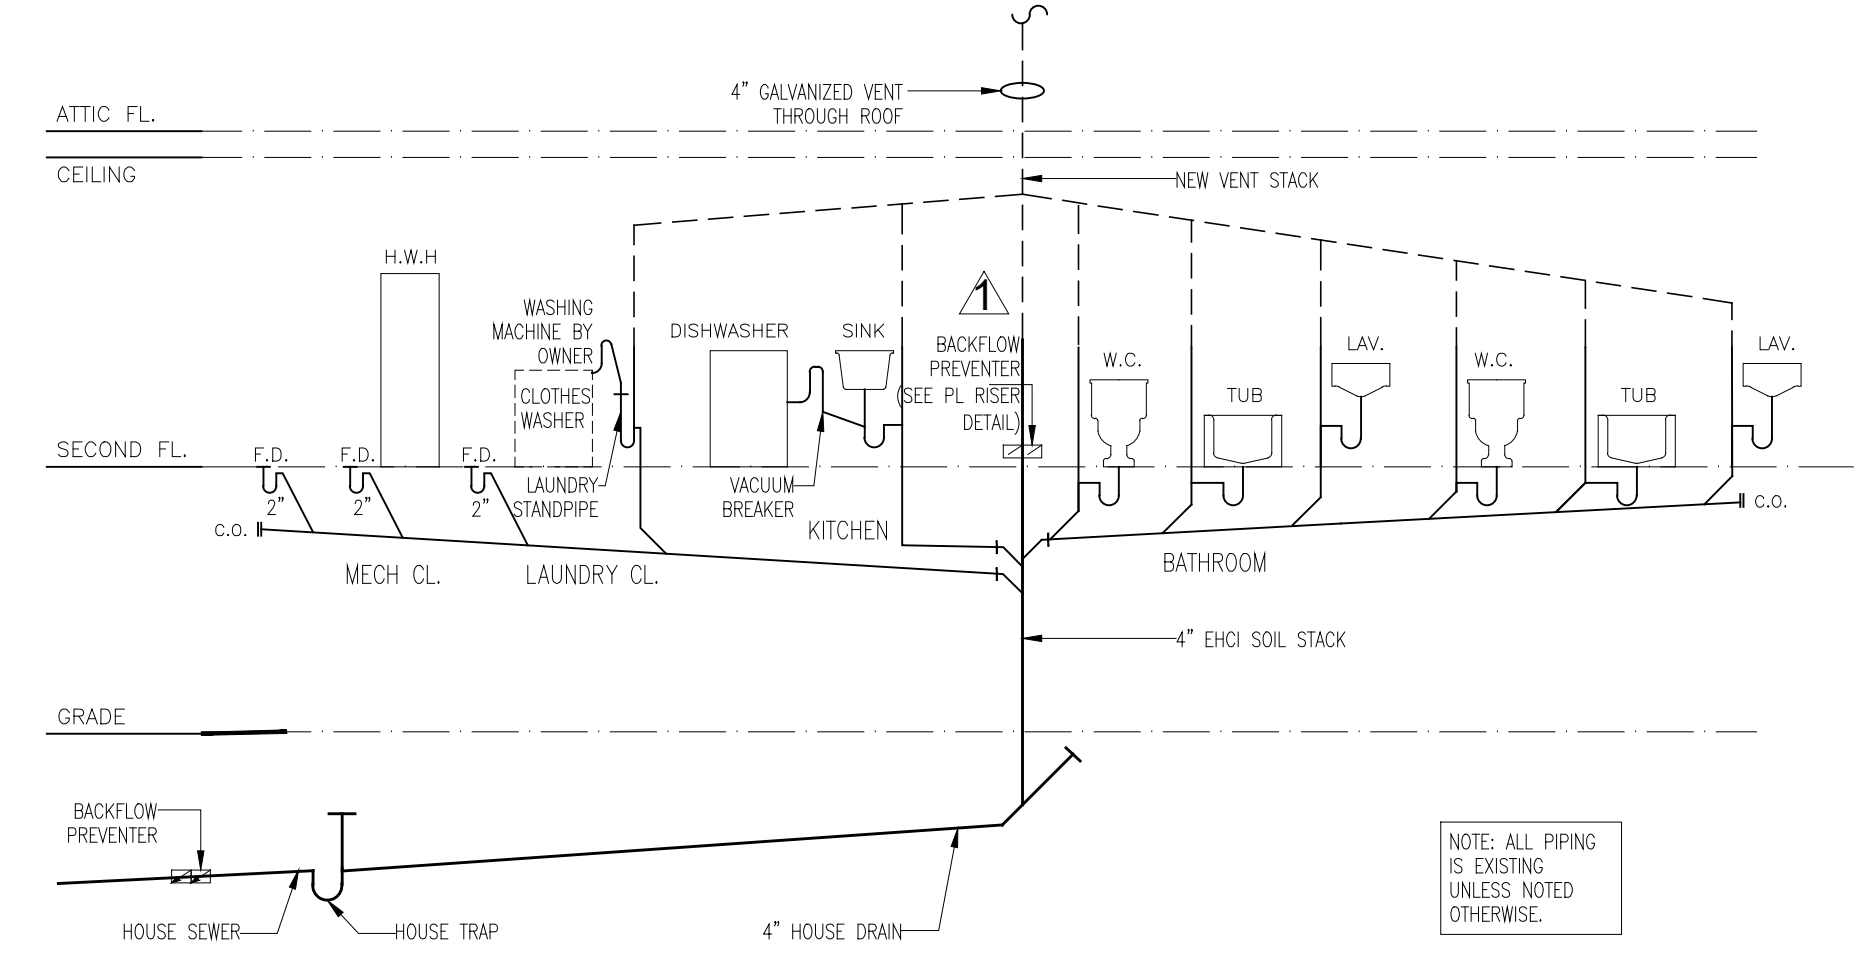 4" GALVANIZED VENT
THROUGH ROOF
ATTIC FL.
CEILING
NEW VENT STACK
H.W.H
1
WASHING
MACHINE BY
OWNER
CLOTHES
WASHER
DISHWASHER
SINK
BACKFLOW
PREVENTER
(SEE PL RISER
DETAIL)
W.C.
TUB
LAV.
W.C.
TUB
LAV.
SECOND FL.
F.D.
F.D.
F.D.
2"
2"
2"
LAUNDRY
STANDPIPE
VACUUM
BREAKER
KITCHEN
C.O.
C.O.
MECH CL.
LAUNDRY CL.
BATHROOM
4" EHCI SOIL STACK
GRADE
BACKFLOW
PREVENTER
HOUSE SEWER
HOUSE TRAP
4" HOUSE DRAIN
NOTE: ALL PIPING
IS EXISTING
UNLESS NOTED
OTHERWISE.